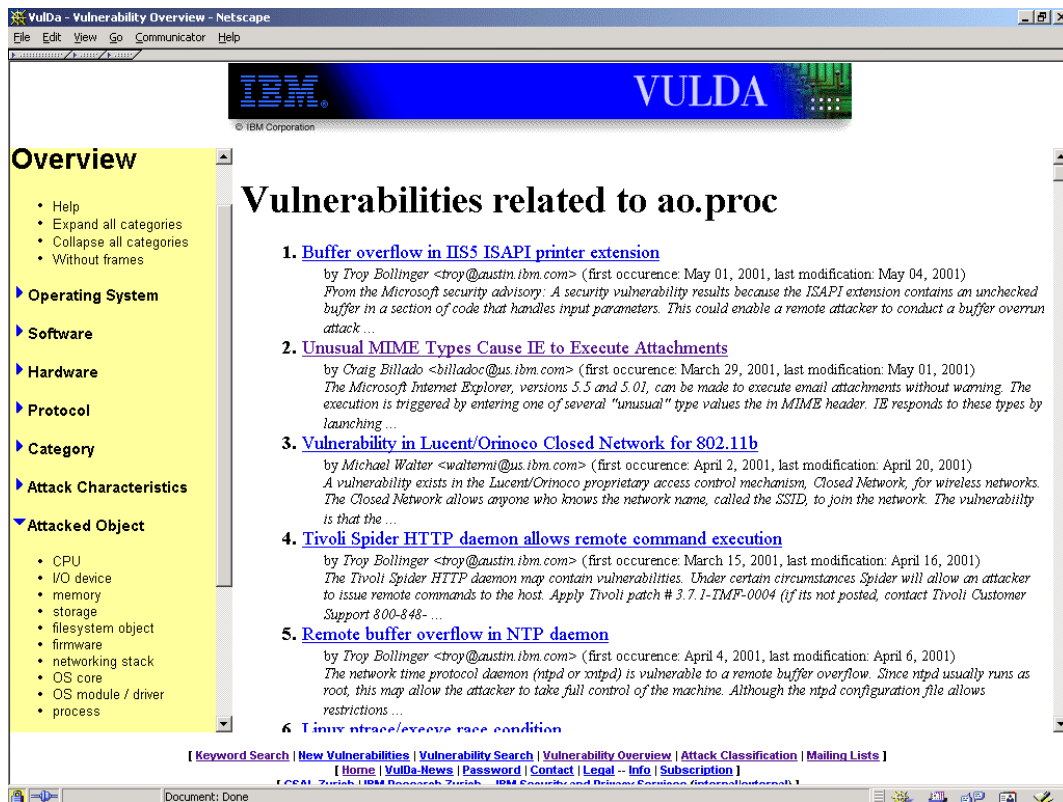 VulDa - Vulnerability Overview - Netscape
File Edit View Go Communicator Help
IBM®
VULDA
© IBM Corporation
Overview
• Help
• Expand all categories
• Collapse all categories
• Without frames
Operating System
Software
Hardware
Protocol
Category
Attack Characteristics
Attacked Object
• CPU
• I/O device
• memory
• storage
• filesystem object
• firmware
• networking stack
• OS core
• OS module / driver
• process
Vulnerabilities related to ao.proc
1. Buffer overflow in IIS5 ISAPI printer extension
by Troy Bollinger <troy@austin.ibm.com> (first occurence: May 01, 2001, last modification: May 04, 2001)
From the Microsoft security advisory: A security vulnerability results because the ISAPI extension contains an unchecked
buffer in a section of code that handles input parameters. This could enable a remote attacker to conduct a buffer overrun
attack ...
2. Unusual MIME Types Cause IE to Execute Attachments
by Craig Billado <billadoc@us.ibm.com> (first occurence: March 29, 2001, last modification: May 01, 2001)
The Microsoft Internet Explorer, versions 5.5 and 5.01, can be made to execute email attachments without warning. The
execution is triggered by entering one of several "unusual" type values the in MIME header. IE responds to these types by
launching ...
3. Vulnerability in Lucent/Orinoco Closed Network for 802.11b
by Michael Walter <waltermi@us.ibm.com> (first occurence: April 2, 2001, last modification: April 20, 2001)
A vulnerability exists in the Lucent/Orinoco proprietary access control mechanism, Closed Network, for wireless networks.
The Closed Network allows anyone who knows the network name, called the SSID, to join the network. The vulnerabiilty
is that the ...
4. Tivoli Spider HTTP daemon allows remote command execution
by Troy Bollinger <troy@austin.ibm.com> (first occurence: March 15, 2001, last modification: April 16, 2001)
The Tivoli Spider HTTP daemon may contain vulnerabilities. Under certain circumstances Spider will allow an attacker
to issue remote commands to the host. Apply Tivoli patch # 3.7.1-TMF-0004 (if its not posted, contact Tivoli Customer
Support 800-848- ...
5. Remote buffer overflow in NTP daemon
by Troy Bollinger <troy@austin.ibm.com> (first occurence: April 4, 2001, last modification: April 6, 2001)
The network time protocol daemon (ntpd or xntpd) is vulnerable to a remote buffer overflow. Since ntpd usually runs as
root, this may allow the attacker to take full control of the machine. Although the ntpd configuration file allows
restrictions ...
6. Linux ptrace/execve race condition
[ Keyword Search | New Vulnerabilities | Vulnerability Search | Vulnerability Overview | Attack Classification | Mailing Lists ]
[ Home | VulDa-News | Password | Contact | Legal -- Info | Subscription ]
[ GSAL Zurich | IBM Research Zurich -- IBM Security and Privacy Services (internal/external) ]
Document: Done